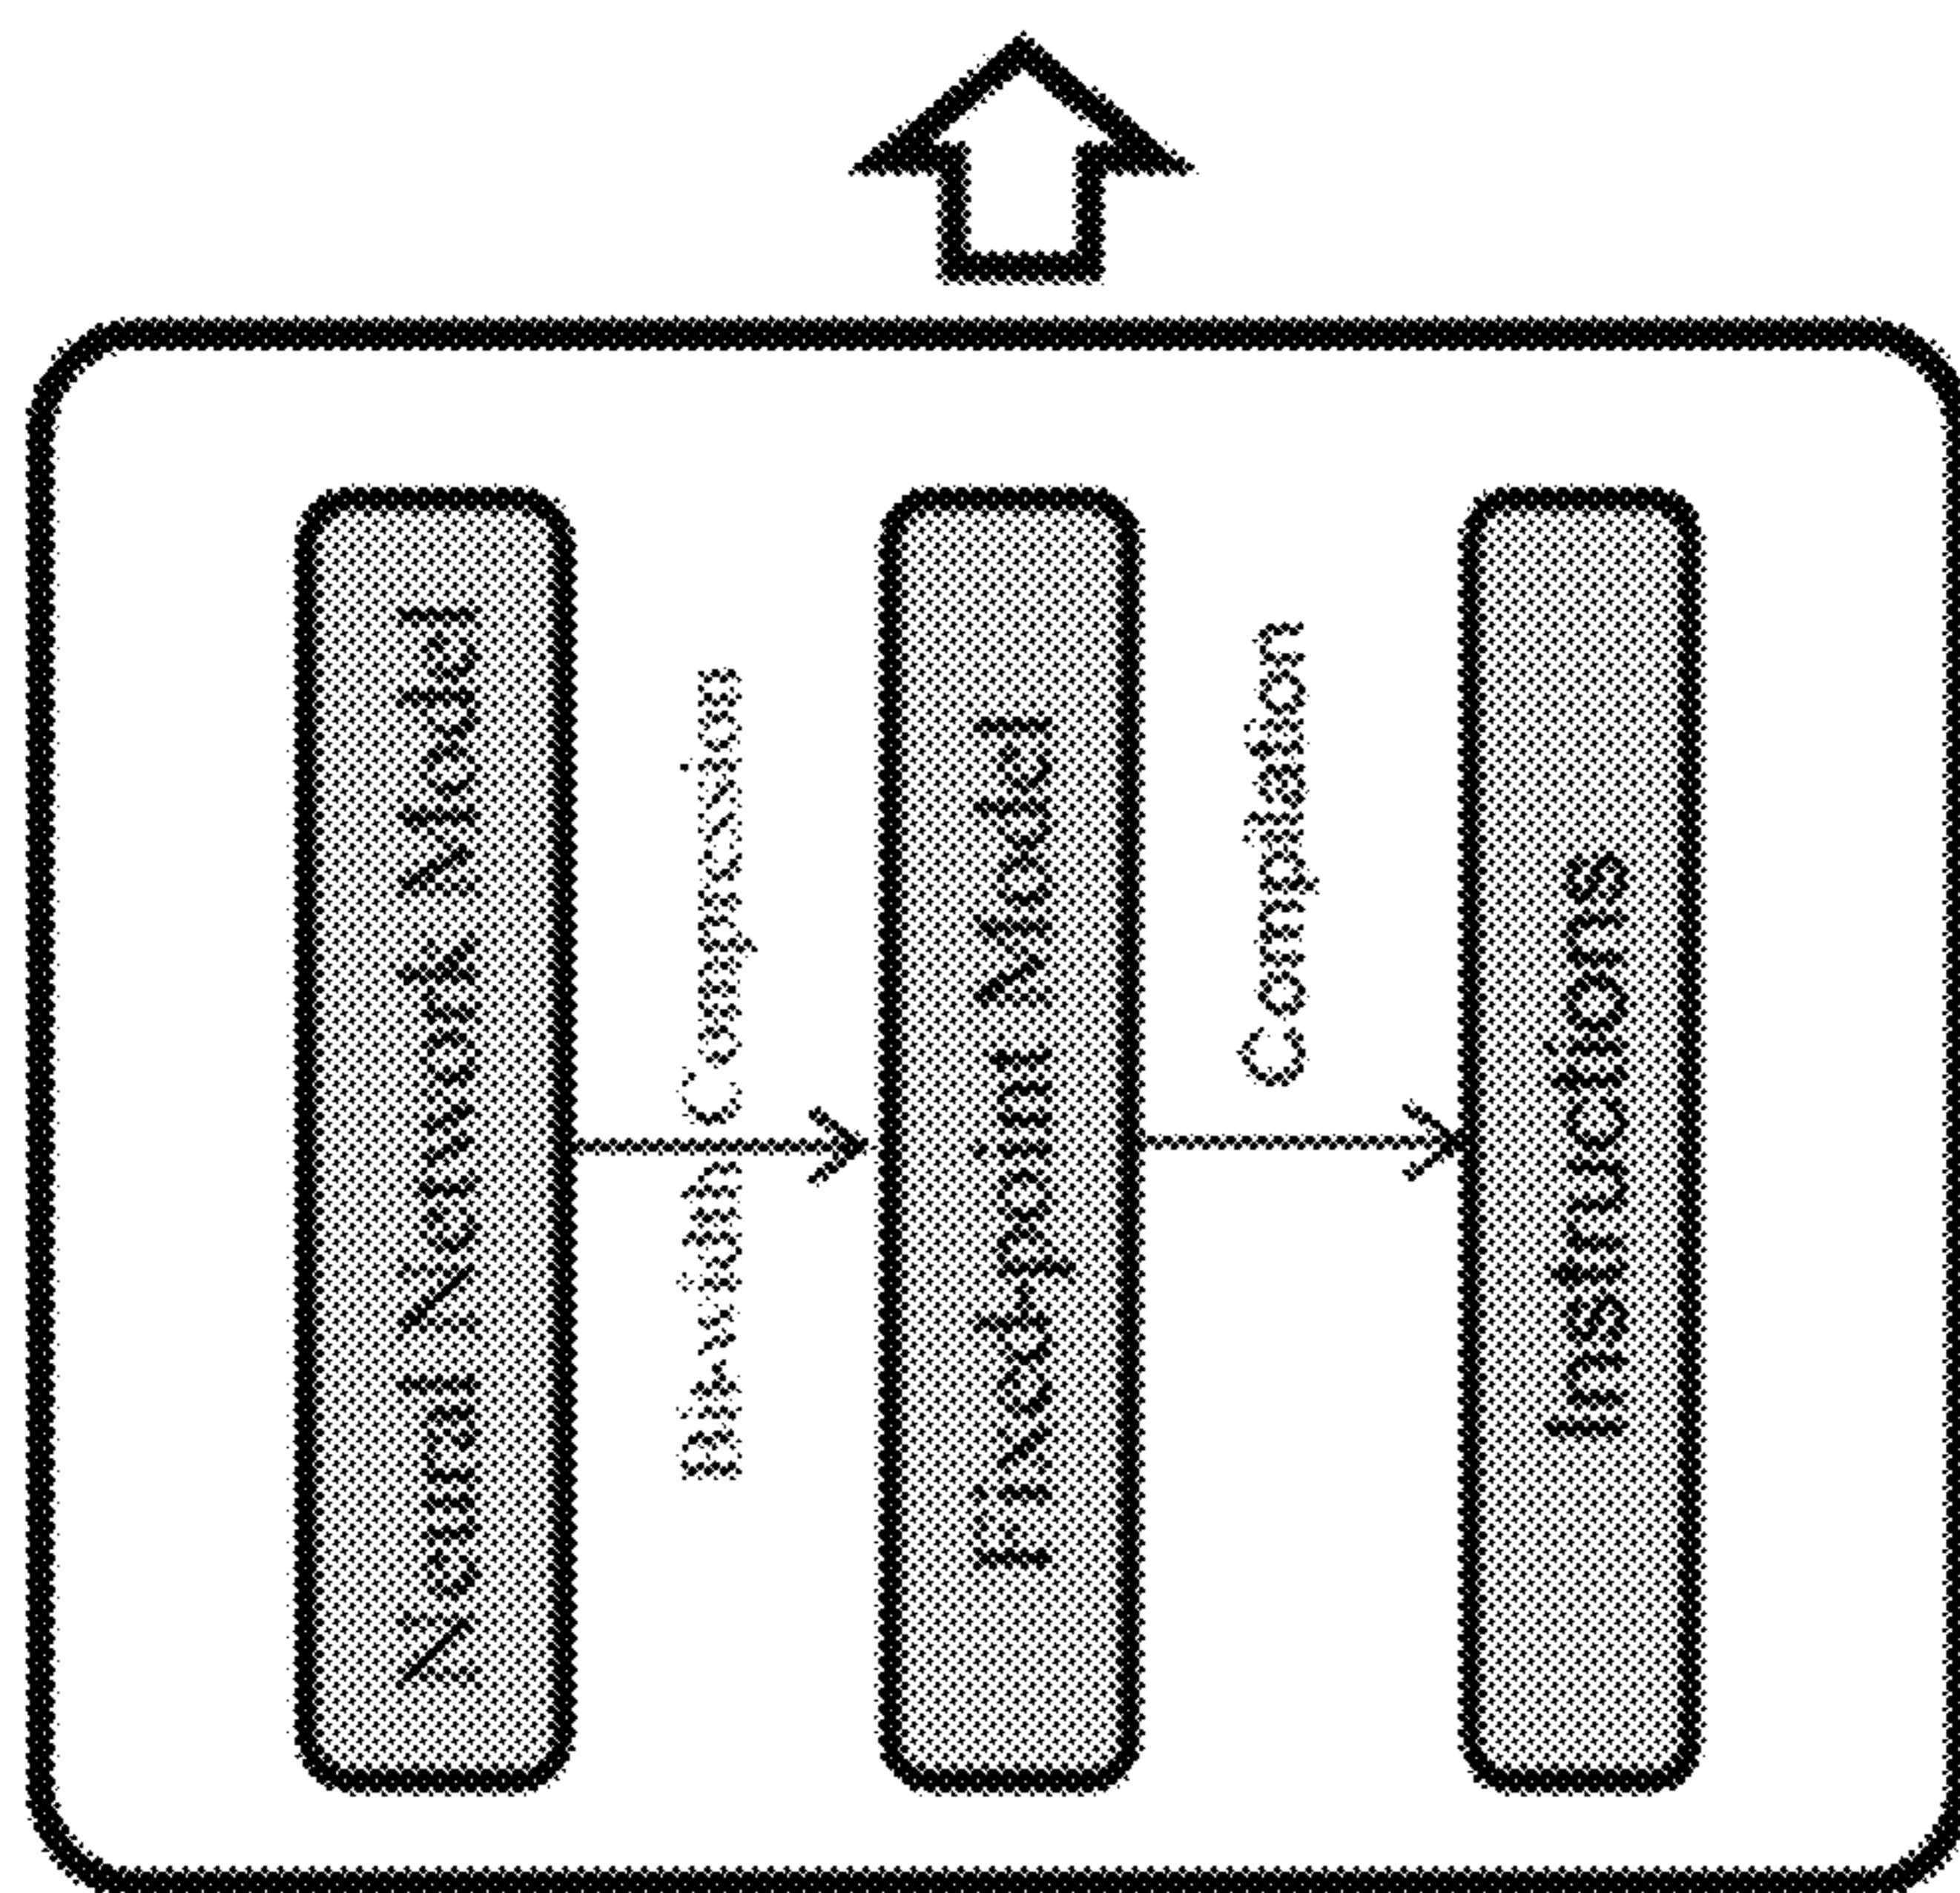 Neural Network Model
Bit-width Compression
Fixed-point Model
Compilation
Instructions